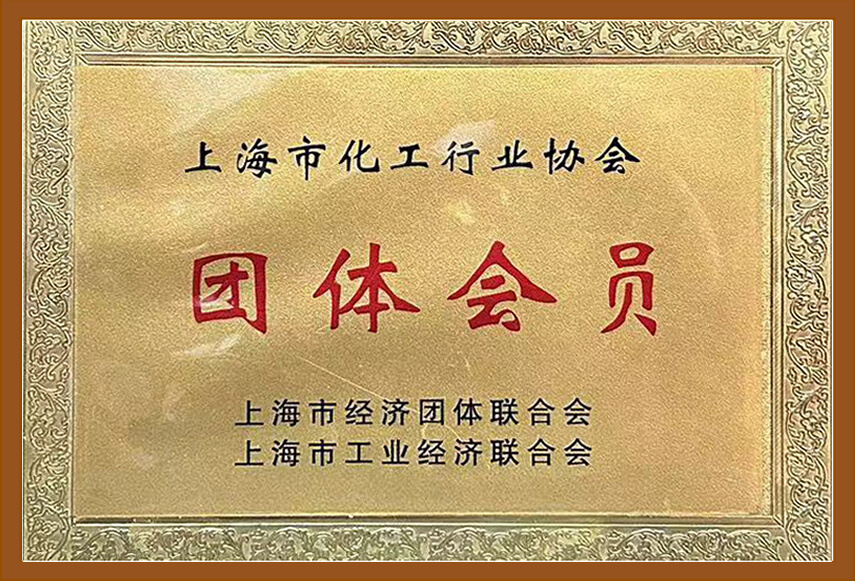 上海市化工行业协会
团体会员
上海市经济团体联合会
上海市工业经济联合会